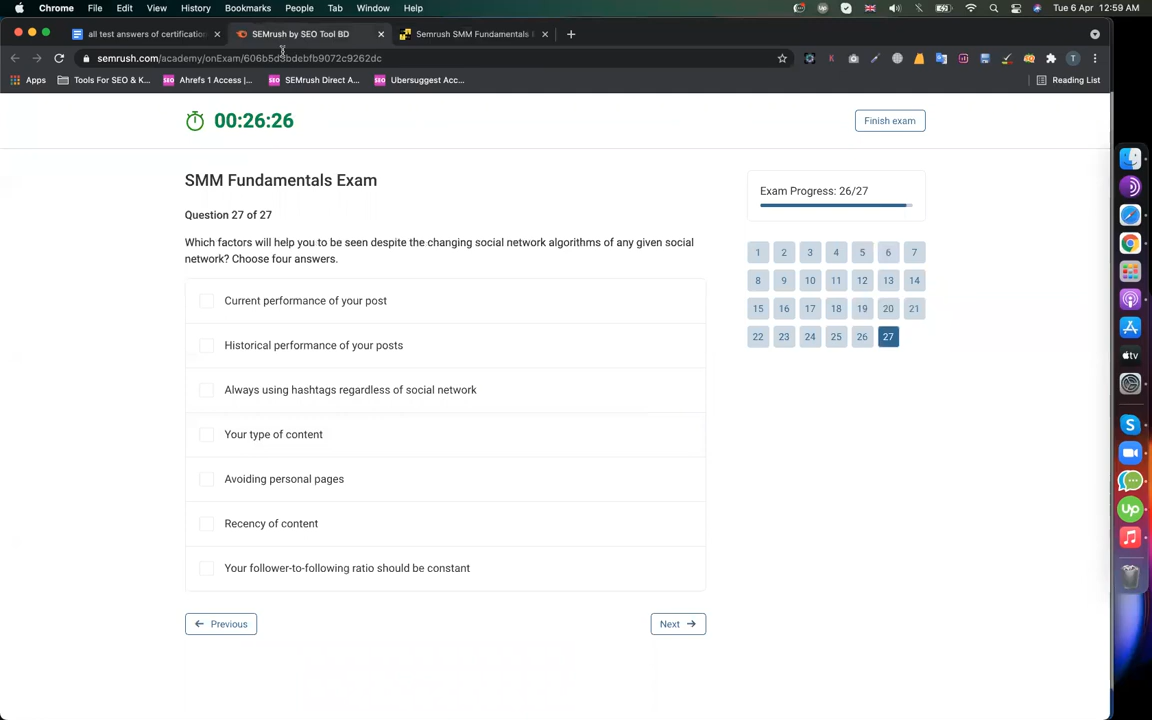 Chrome File Edit View History Bookmarks People Tab Window Help Tue 6 Apr 12:59 AM
all test answers of certification SEMrush by SEO Tool BD Semrush SMM Fundamentals
semrush.com/academy/onExam/606b5d3bdebfb9072c9262dc
Apps Tools For SEO & K... Ahrefs 1 Access |... SEMrush Direct A... Ubersuggest Acc... Reading List
00:26:26
Finish exam
SMM Fundamentals Exam
Question 27 of 27
Which factors will help you to be seen despite the changing social network algorithms of any given social
network? Choose four answers.
Current performance of your post
Historical performance of your posts
Always using hashtags regardless of social network
Your type of content
Avoiding personal pages
Recency of content
Your follower-to-following ratio should be constant
Previous
Next
Exam Progress: 26/27
1 2 3 4 5 6 7
8 9 10 11 12 13 14
15 16 17 18 19 20 21
22 23 24 25 26 27